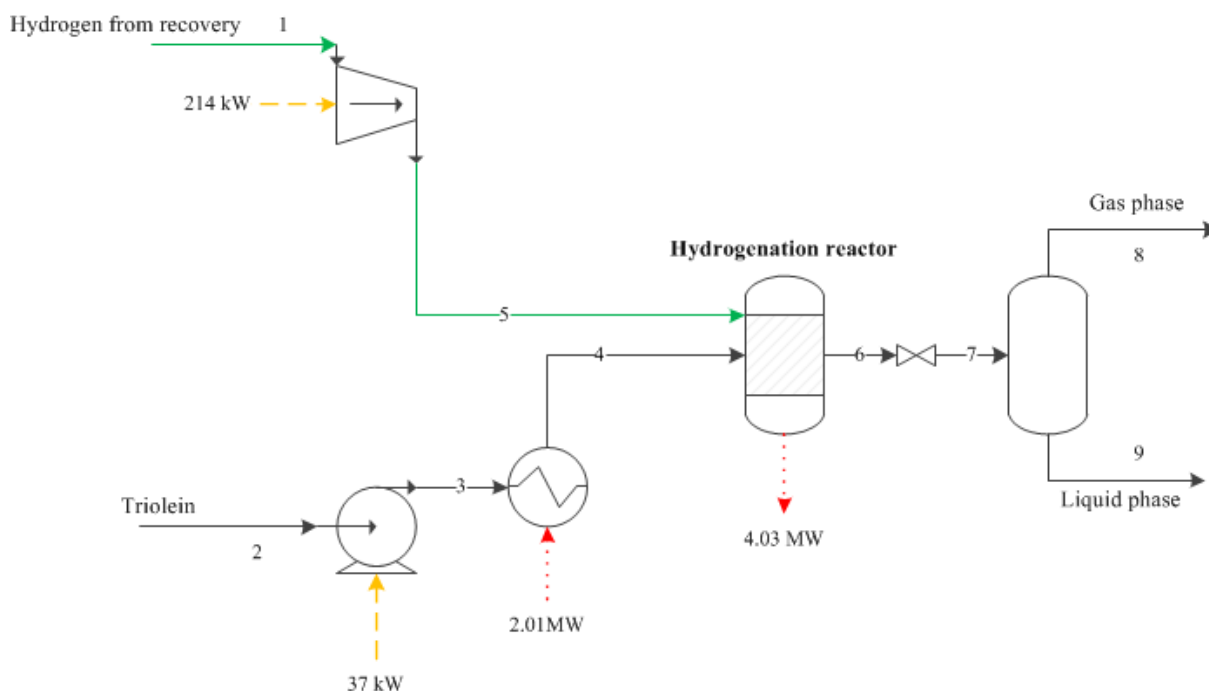 Hydrogen from recovery 1
214 kW
Gas phase
8
Hydrogenation reactor
5
4
6
7
3
9
Liquid phase
Triolein
2
4.03 MW
2.01MW
37 kW